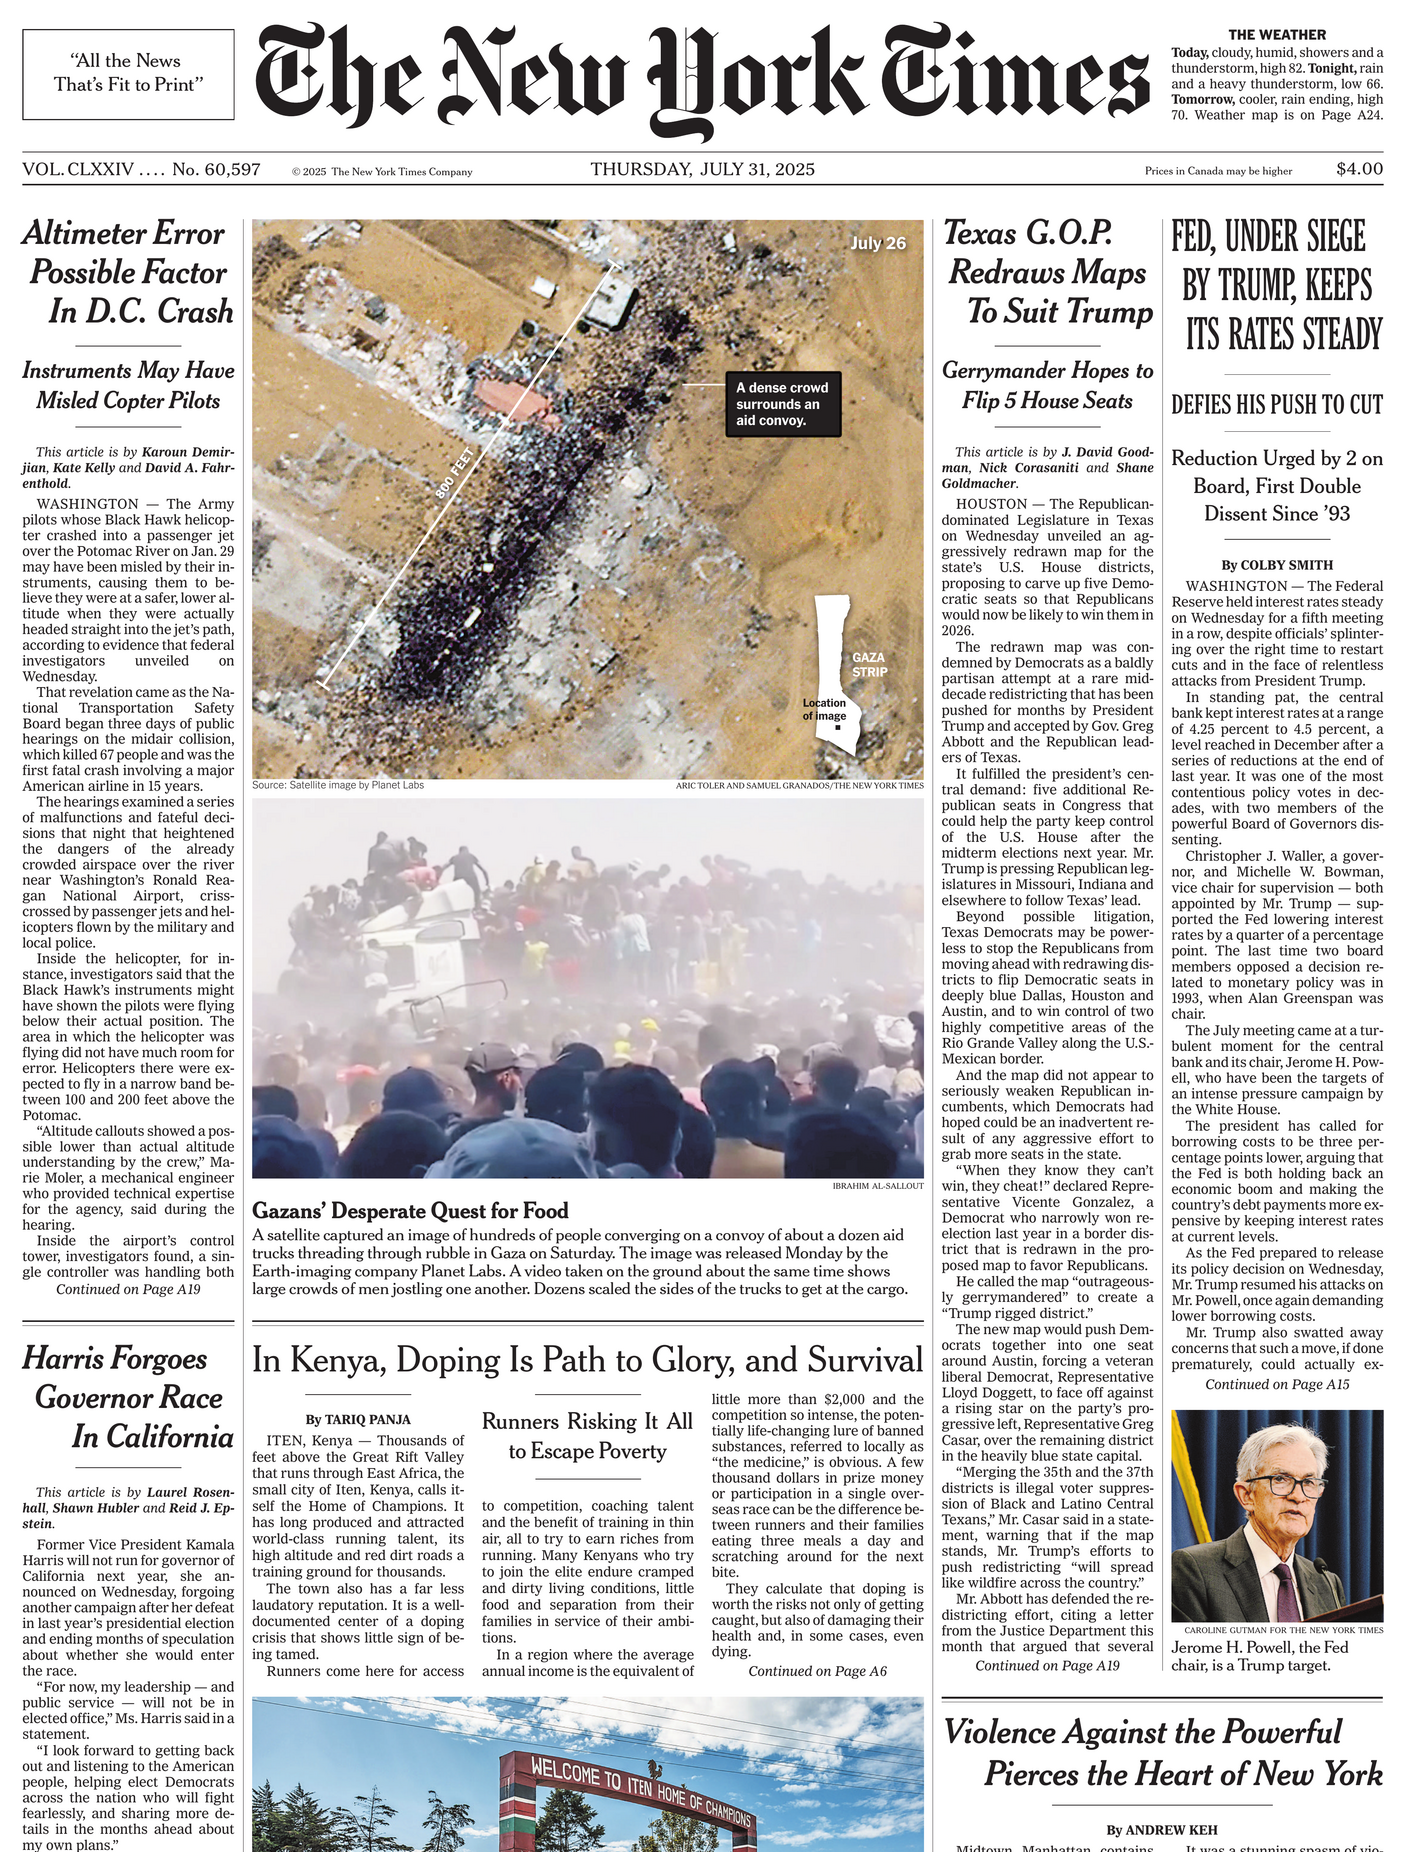 “All the News
That’s Fit to Print”
The New York Times
THE WEATHER
Today, cloudy, humid, showers and a
thunderstorm, high 82. Tonight, rain
and a heavy thunderstorm, low 66.
Tomorrow, cooler, rain ending, high
70. Weather map is on Page A24.
VOL. CLXXIV .... No. 60,597
© 2025 The New York Times Company
THURSDAY, JULY 31, 2025
Prices in Canada may be higher
$4.00
Altimeter Error
Possible Factor
In D.C. Crash
Instruments May Have
Misled Copter Pilots
This article is by Karoun Demir-
jian, Kate Kelly and David A. Fahr-
enthold.
WASHINGTON — The Army
pilots whose Black Hawk helicop-
ter crashed into a passenger jet
over the Potomac River on Jan. 29
may have been misled by their in-
struments, causing them to be-
lieve they were at a safer, lower al-
titude when they were actually
headed straight into the jet’s path,
according to evidence that federal
investigators unveiled on
Wednesday.
That revelation came as the Na-
tional Transportation Safety
Board began three days of public
hearings on the midair collision,
which killed 67 people and was the
first fatal crash involving a major
American airline in 15 years.
The hearings examined a series
of malfunctions and fateful deci-
sions that night that heightened
the dangers of the already
crowded airspace over the river
near Washington’s Ronald Rea-
gan National Airport, criss-
crossed by passenger jets and hel-
icopters flown by the military and
local police.
Inside the helicopter, for in-
stance, investigators said that the
Black Hawk’s instruments might
have shown the pilots were flying
below their actual position. The
area in which the helicopter was
flying did not have much room for
error. Helicopters there were ex-
pected to fly in a narrow band be-
tween 100 and 200 feet above the
Potomac.
“Altitude callouts showed a pos-
sible lower than actual altitude
understanding by the crew,” Ma-
rie Moler, a mechanical engineer
who provided technical expertise
for the agency, said during the
hearing.
Inside the airport’s control
tower, investigators found, a sin-
gle controller was handling both
Continued on Page A19
July 26
A dense crowd
surrounds an
aid convoy.
800 FEET
GAZA
STRIP
Location
of image
Source: Satellite image by Planet Labs
ARIC TOLER AND SAMUEL GRANADOS/THE NEW YORK TIMES
IBRAHIM AL-SALLOUT
Gazans’ Desperate Quest for Food
A satellite captured an image of hundreds of people converging on a convoy of about a dozen aid
trucks threading through rubble in Gaza on Saturday. The image was released Monday by the
Earth-imaging company Planet Labs. A video taken on the ground about the same time shows
large crowds of men jostling one another. Dozens scaled the sides of the trucks to get at the cargo.
Texas G.O.P.
Redraws Maps
To Suit Trump
Gerrymander Hopes to
Flip 5 House Seats
This article is by J. David Good-
man, Nick Corasaniti and Shane
Goldmacher.
HOUSTON — The Republican-
dominated Legislature in Texas
on Wednesday unveiled an ag-
gressively redrawn map for the
state’s U.S. House districts,
proposing to carve up five Demo-
cratic seats so that Republicans
would now be likely to win them in
2026.
The redrawn map was con-
demned by Democrats as a baldly
partisan attempt at a rare mid-
decade redistricting that has been
pushed for months by President
Trump and accepted by Gov. Greg
Abbott and the Republican lead-
ers of Texas.
It fulfilled the president’s cen-
tral demand: five additional Re-
publican seats in Congress that
could help the party keep control
of the U.S. House after the
midterm elections next year. Mr.
Trump is pressing Republican leg-
islatures in Missouri, Indiana and
elsewhere to follow Texas’ lead.
Beyond possible litigation,
Texas Democrats may be power-
less to stop the Republicans from
moving ahead with redrawing dis-
tricts to flip Democratic seats in
deeply blue Dallas, Houston and
Austin, and to win control of two
highly competitive areas of the
Rio Grande Valley along the U.S.-
Mexican border.
And the map did not appear to
seriously weaken Republican in-
cumbents, which Democrats had
hoped could be an inadvertent re-
sult of any aggressive effort to
grab more seats in the state.
“When they know they can’t
win, they cheat!” declared Repre-
sentative Vicente Gonzalez, a
Democrat who narrowly won re-
election last year in a border dis-
trict that is redrawn in the pro-
posed map to favor Republicans.
He called the map “outrageous-
ly gerrymandered” to create a
“Trump rigged district.”
The new map would push Dem-
ocrats together into one seat
around Austin, forcing a veteran
liberal Democrat, Representative
Lloyd Doggett, to face off against
a rising star on the party’s pro-
gressive left, Representative Greg
Casar, over the remaining district
in the heavily blue state capital.
“Merging the 35th and the 37th
districts is illegal voter suppres-
sion of Black and Latino Central
Texans,” Mr. Casar said in a state-
ment, warning that if the map
stands, Mr. Trump’s efforts to
push redistricting “will spread
like wildfire across the country.”
Mr. Abbott has defended the re-
districting effort, citing a letter
from the Justice Department this
month that argued that several
Continued on Page A19
FED, UNDER SIEGE
BY TRUMP, KEEPS
ITS RATES STEADY
DEFIES HIS PUSH TO CUT
Reduction Urged by 2 on
Board, First Double
Dissent Since ’93
By COLBY SMITH
WASHINGTON — The Federal
Reserve held interest rates steady
on Wednesday for a fifth meeting
in a row, despite officials’ splinter-
ing over the right time to restart
cuts and in the face of relentless
attacks from President Trump.
In standing pat, the central
bank kept interest rates at a range
of 4.25 percent to 4.5 percent, a
level reached in December after a
series of reductions at the end of
last year. It was one of the most
contentious policy votes in dec-
ades, with two members of the
powerful Board of Governors dis-
senting.
Christopher J. Waller, a gover-
nor, and Michelle W. Bowman,
vice chair for supervision — both
appointed by Mr. Trump — sup-
ported the Fed lowering interest
rates by a quarter of a percentage
point. The last time two board
members opposed a decision re-
lated to monetary policy was in
1993, when Alan Greenspan was
chair.
The July meeting came at a tur-
bulent moment for the central
bank and its chair, Jerome H. Pow-
ell, who have been the targets of
an intense pressure campaign by
the White House.
The president has called for
borrowing costs to be three per-
centage points lower, arguing that
the Fed is both holding back an
economic boom and making the
country’s debt payments more ex-
pensive by keeping interest rates
at current levels.
As the Fed prepared to release
its policy decision on Wednesday,
Mr. Trump resumed his attacks on
Mr. Powell, once again demanding
lower borrowing costs.
Mr. Trump also swatted away
concerns that such a move, if done
prematurely, could actually ex-
Continued on Page A15
CAROLINE GUTMAN FOR THE NEW YORK TIMES
Jerome H. Powell, the Fed
chair, is a Trump target.
Harris Forgoes
Governor Race
In California
This article is by Laurel Rosen-
hall, Shawn Hubler and Reid J. Ep-
stein.
Former Vice President Kamala
Harris will not run for governor of
California next year, she an-
nounced on Wednesday, forgoing
another campaign after her defeat
in last year’s presidential election
and ending months of speculation
about whether she would enter
the race.
“For now, my leadership — and
public service — will not be in
elected office,” Ms. Harris said in a
statement.
“I look forward to getting back
out and listening to the American
people, helping elect Democrats
across the nation who will fight
fearlessly, and sharing more de-
tails in the months ahead about
my own plans.”
In Kenya, Doping Is Path to Glory, and Survival
By TARIQ PANJA
ITEN, Kenya — Thousands of
feet above the Great Rift Valley
that runs through East Africa, the
small city of Iten, Kenya, calls it-
self the Home of Champions. It
has long produced and attracted
world-class running talent, its
high altitude and red dirt roads a
training ground for thousands.
The town also has a far less
laudatory reputation. It is a well-
documented center of a doping
crisis that shows little sign of be-
ing tamed.
Runners come here for access
Runners Risking It All
to Escape Poverty
to competition, coaching talent
and the benefit of training in thin
air, all to try to earn riches from
running. Many Kenyans who try
to join the elite endure cramped
and dirty living conditions, little
food and separation from their
families in service of their ambi-
tions.
In a region where the average
annual income is the equivalent of
little more than $2,000 and the
competition so intense, the poten-
tially life-changing lure of banned
substances, referred to locally as
“the medicine,” is obvious. A few
thousand dollars in prize money
or participation in a single over-
seas race can be the difference be-
tween runners and their families
eating three meals a day and
scratching around for the next
bite.
They calculate that doping is
worth the risks not only of getting
caught, but also of damaging their
health and, in some cases, even
dying.
Continued on Page A6
WELCOME TO ITEN HOME OF CHAMPIONS
Violence Against the Powerful
Pierces the Heart of New York
By ANDREW KEH
Midtown Manhattan contains
It was a stunning spasm of vio-